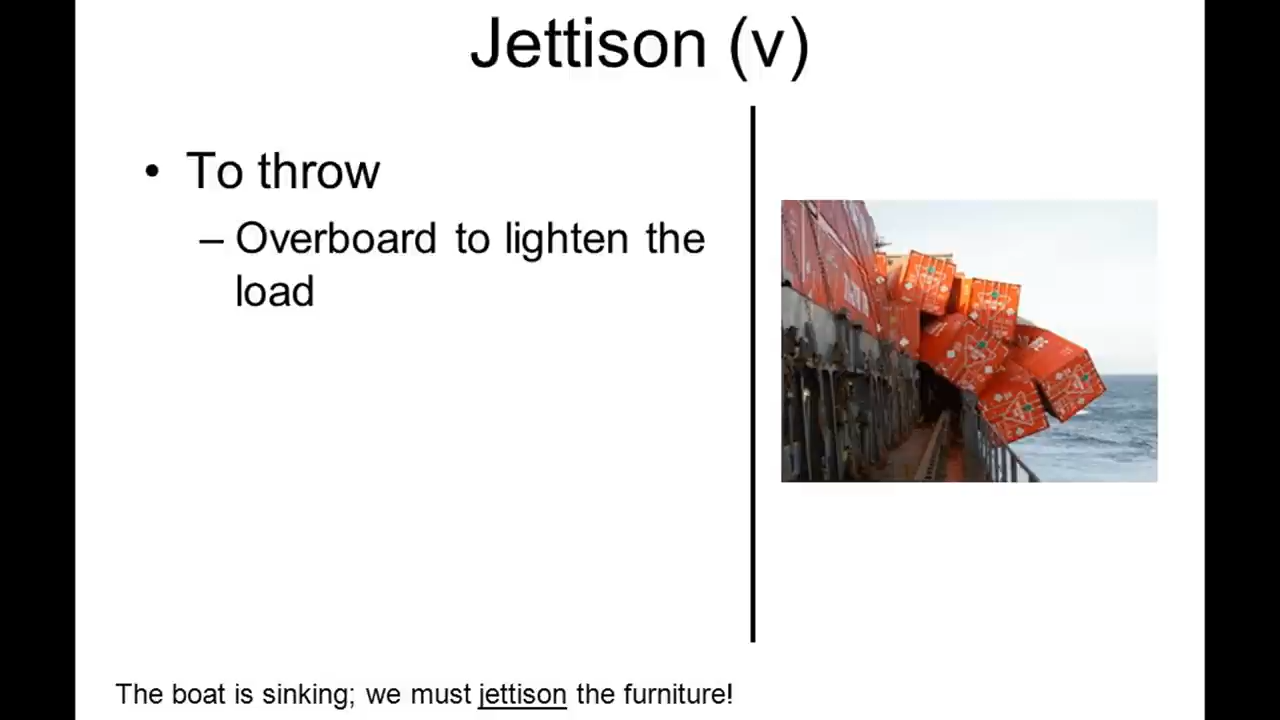 Jettison (v)
• To throw
– Overboard to lighten the
load
The boat is sinking; we must jettison the furniture!